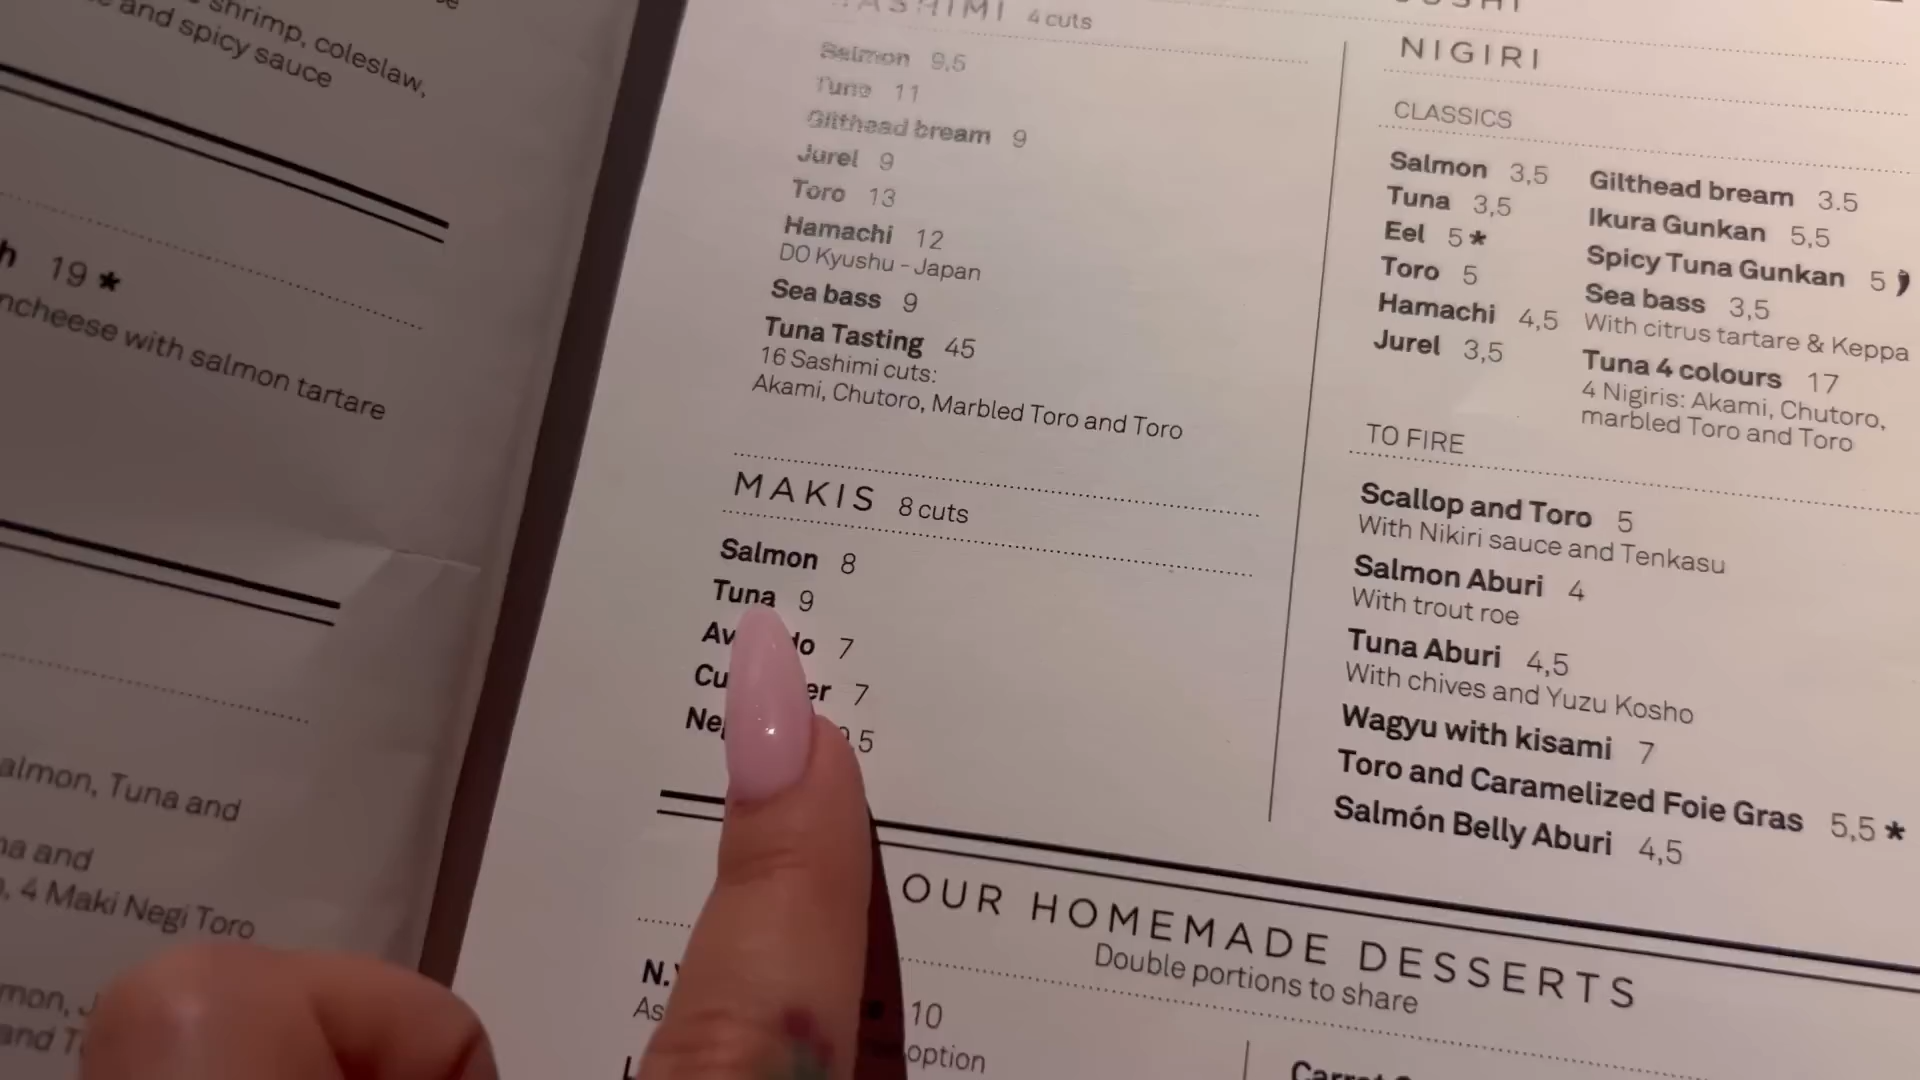 shrimp, coleslaw,
and spicy sauce
19 *
with salmon tartare
Tuna and
and
4 Maki Negi Toro
SASHIMI 4 cuts
Salmon 9,5
Tuna 11
Gilthead bream 9
Jurel 9
Toro 13
Hamachi 12
DO Kyushu - Japan
Sea bass 9
Tuna Tasting 45
16 Sashimi cuts:
Akami, Chutoro, Marbled Toro and Toro
MAKIS 8 cuts
Salmon 8
Tuna 9
7
7
NIGIRI
CLASSICS
Salmon 3,5
Tuna 3,5
Eel 5 *
Toro 5
Hamachi 4,5
Jurel 3,5
Gilthead bream 3.5
Ikura Gunkan 5,5
Spicy Tuna Gunkan 5
Sea bass 3,5
With citrus tartare & Keppa
Tuna 4 colours 17
4 Nigiris: Akami, Chutoro,
marbled Toro and Toro
TO FIRE
Scallop and Toro 5
With Nikiri sauce and Tenkasu
Salmon Aburi 4
With trout roe
Tuna Aburi 4,5
With chives and Yuzu Kosho
Wagyu with kisami 7
Toro and Caramelized Foie Gras 5,5 *
Salmón Belly Aburi 4,5
OUR HOMEMADE DESSERTS
Double portions to share
10
option